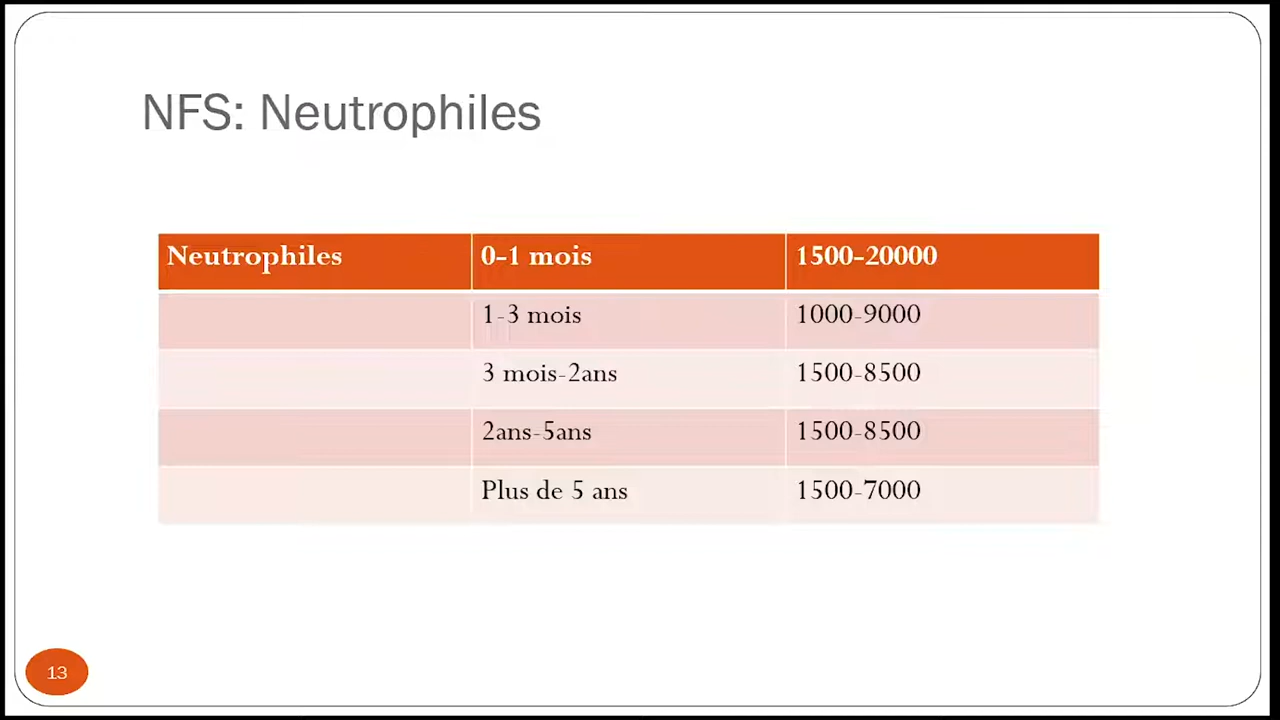 NFS: Neutrophiles
Neutrophiles 0-1 mois 1500-20000
1-3 mois 1000-9000
3 mois-2ans 1500-8500
2ans-5ans 1500-8500
Plus de 5 ans 1500-7000
13